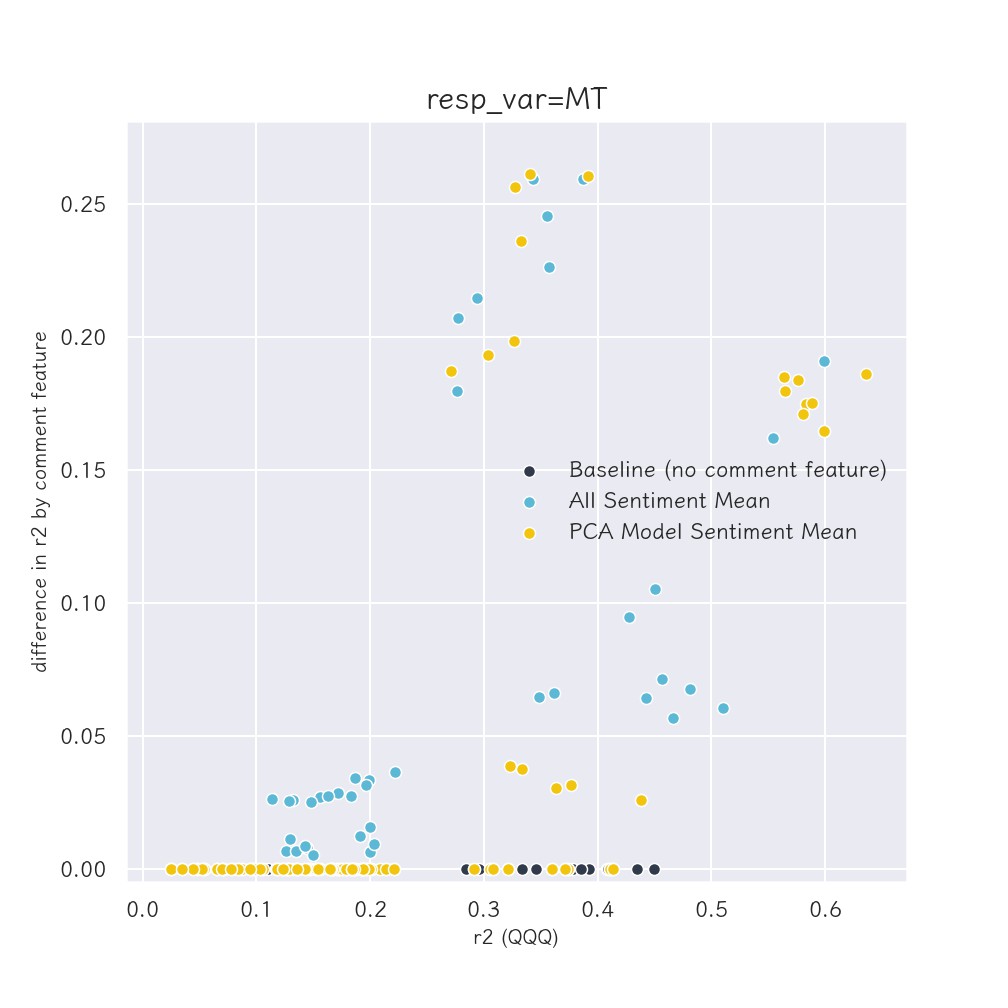 resp_var=MT
difference in r2 by comment feature
0.25
0.20
0.15
0.10
0.05
0.00
Baseline (no comment feature)
All Sentiment Mean
PCA Model Sentiment Mean
0.0 0.1 0.2 0.3 0.4 0.5 0.6
r2 (QQQ)